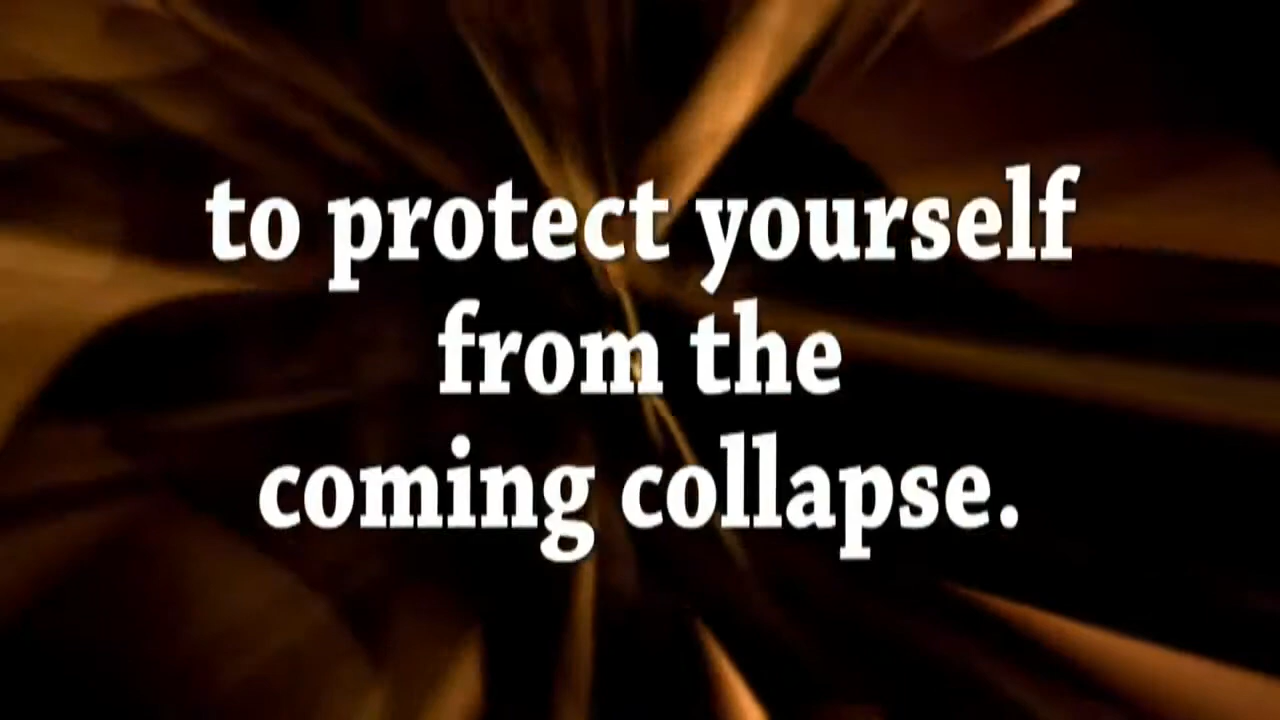 to protect yourself
from the
coming collapse.